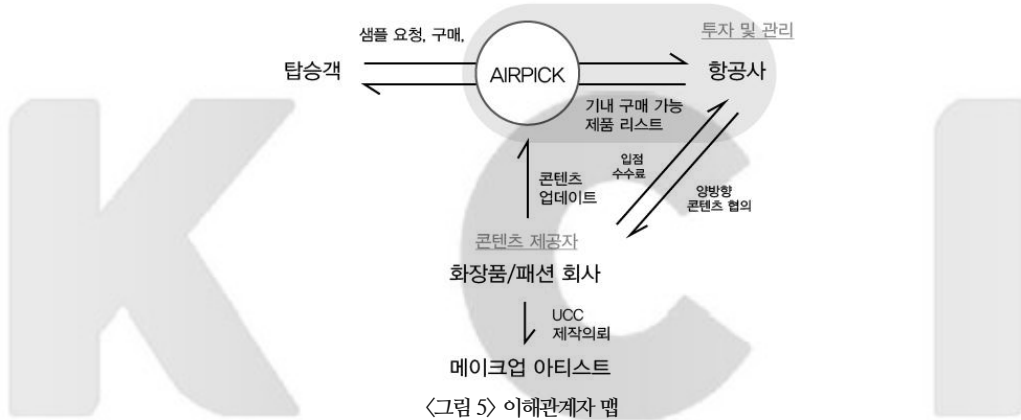 투자 및 관리
샘플 요청, 구매,
탑승객
AIRPICK
항공사
기내 구매 가능
제품 리스트
입점
수수료
콘텐츠
업데이트
양방향
콘텐츠 협의
콘텐츠 제공자
화장품/패션 회사
UCC
제작의뢰
메이크업 아티스트
〈그림 5〉 이해관계자 맵
KCI